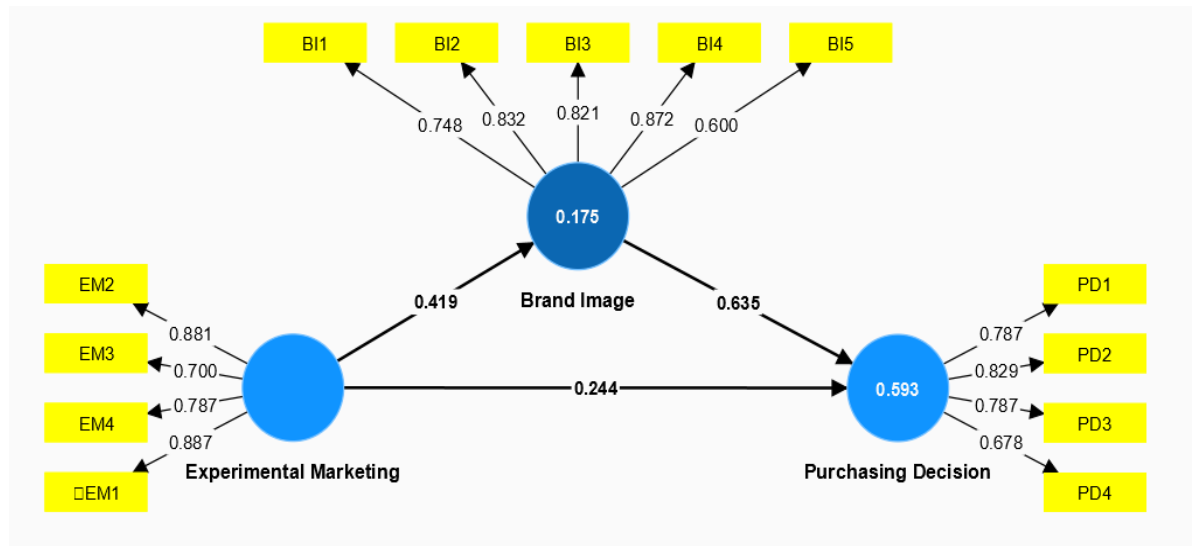 BI1
BI2
BI3
BI4
BI5
0.748
0.832
0.821
0.872
0.600
0.175
Brand Image
0.419
0.635
EM2
EM3
EM4
□EM1
0.881
0.700
0.787
0.887
Experimental Marketing
0.244
0.593
Purchasing Decision
0.787
0.829
0.787
0.678
PD1
PD2
PD3
PD4